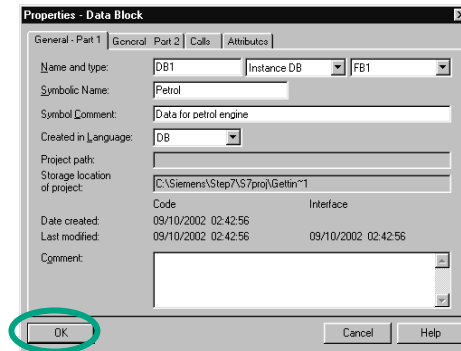 Properties - Data Block
General - Part 1 General - Part 2 Calls Attributes
Name and type: DB1 Instance DB FB1
Symbolic Name: Petrol
Symbol Comment: Data for petrol engine
Created in Language: DB
Project path:
Storage location
of project: C:\Siemens\Step7\S7proj\Gettin~1
Code Interface
Date created: 09/10/2002 02:42:56
Last modified: 09/10/2002 02:42:56 09/10/2002 02:42:56
Comment:
OK Cancel Help